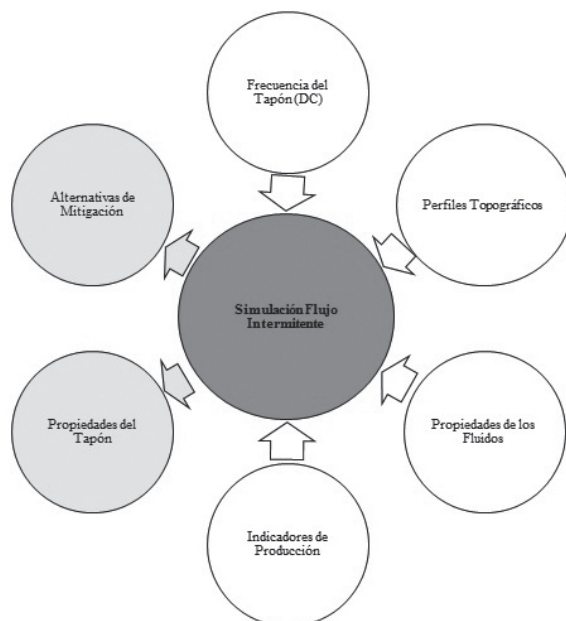 Frecuencia del
Tapón (DC)
Alternativas de
Mitigación
Perfiles Topográficos
Simulación Flujo
Intermitente
Propiedades del
Tapón
Propiedades de los
Fluídos
Indicadores de
Producción